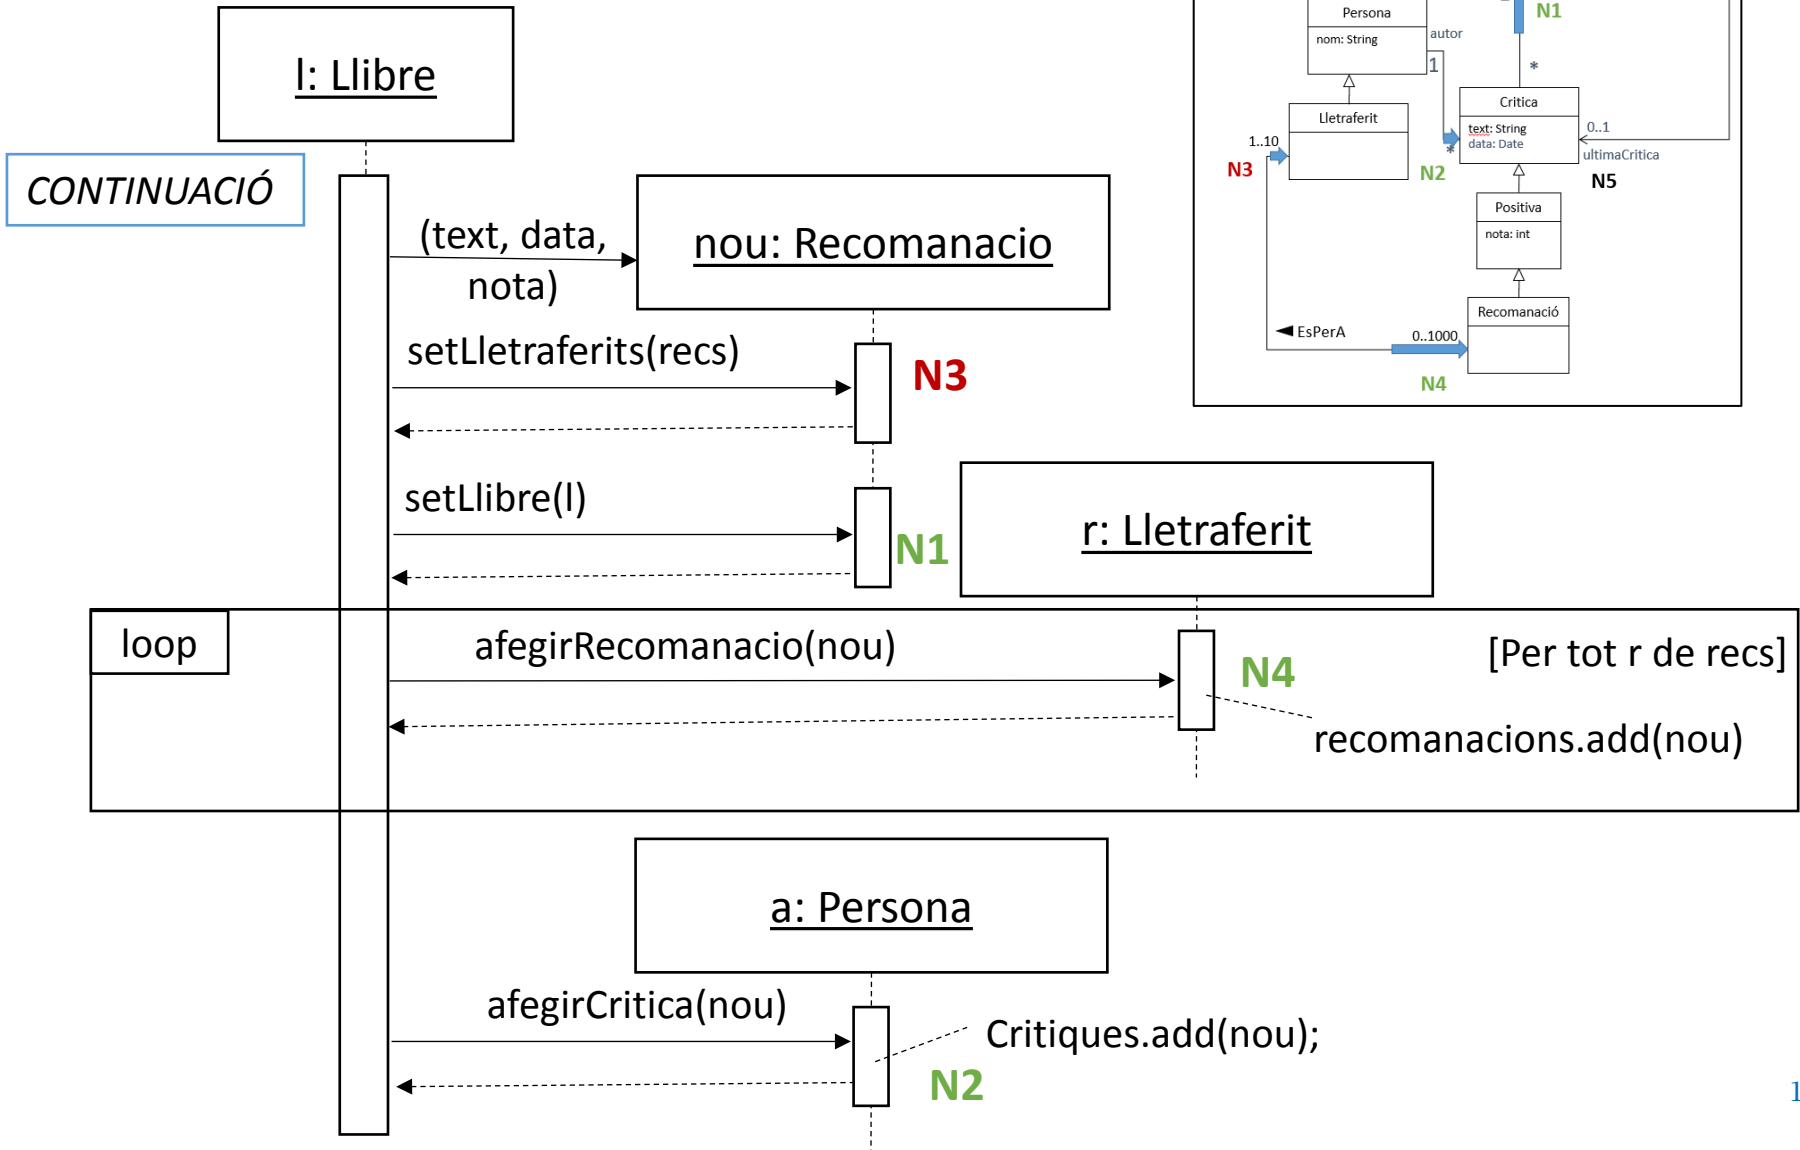 l: Llibre
CONTINUACIÓ
(text, data,
nota)
nou: Recomanacio
setLletraferits(recs)
N3
setLlibre(l)
N1
r: Lletraferit
loop
afegirRecomanacio(nou)
N4
[Per tot r de recs]
recomanacions.add(nou)
a: Persona
afegirCritica(nou)
Critiques.add(nou);
N2
Persona
nom: String
autor
1
N1
*
Lletraferit
1..10
N3
Critica
text: String
data: Date
*
N2
0..1
ultimaCritica
N5
Positiva
nota: int
Recomanació
EsPerA
0..1000
N4
1